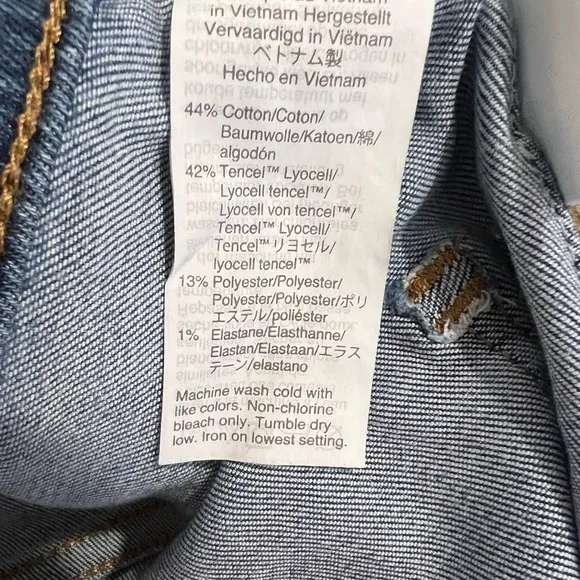 in Vietnam Hergestellt
Vervaardigd in Viëtnam
ベトナム製
Hecho en Vietnam
44% Cotton/Coton/
Baumwolle/Katoen/綿/
algodón
42% Tencel™ Lyocell/
Lyocell tencel™/
Lyocell von tencel™/
Tencel™ Lyocell/
Tencel™ リヨセル/
lyocell tencel™
13% Polyester/Polyester/
Polyester/Polyester/ポリ
エステル/poliéster
1% Elastane/Elasthanne/
Elastan/Elastaan/エラス
テーン/elastano
Machine wash cold with
like colors. Non-chlorine
bleach only. Tumble dry
low. Iron on lowest setting.